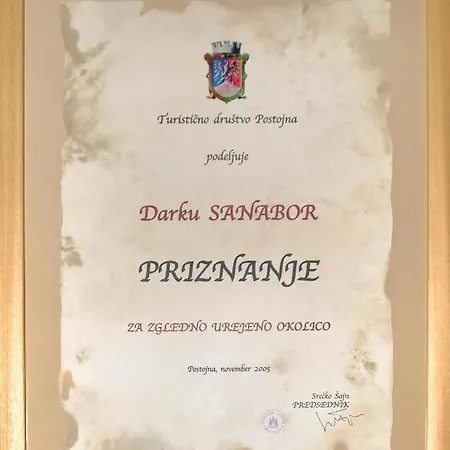 Turistično društvo Postojna
podeljuje
Darku SANABOR
PRIZNANJE
ZA ZGLEDNO UREJENO OKOLICO
Postojna, november 2005
Srečko Šajn
PREDSEDNIK